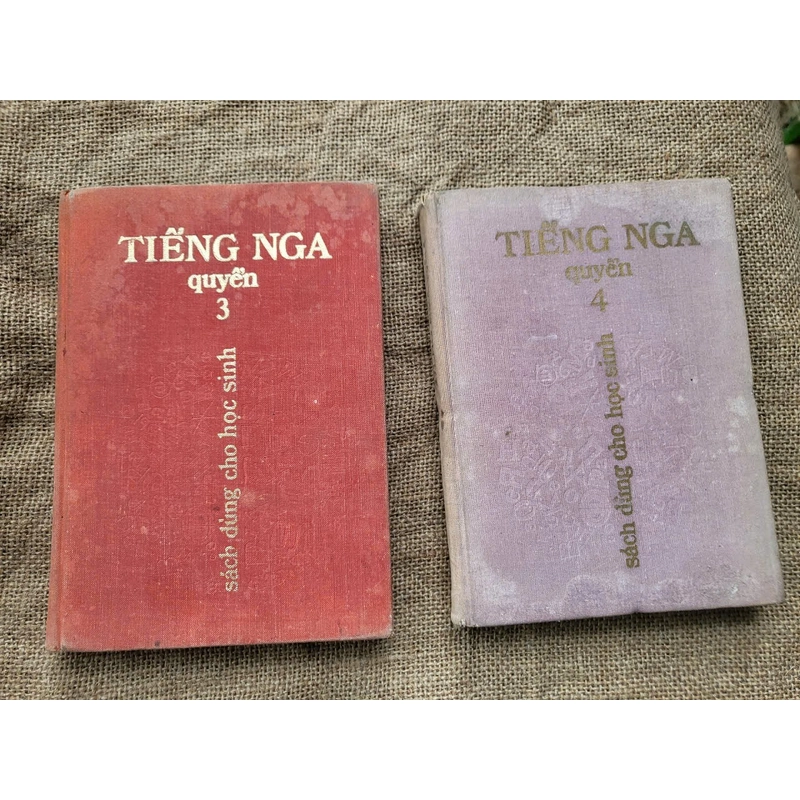 TIẾNG NGA
quyển
3
sách dùng cho học sinh
TIẾNG NGA
quyển
4
sách dùng cho học sinh